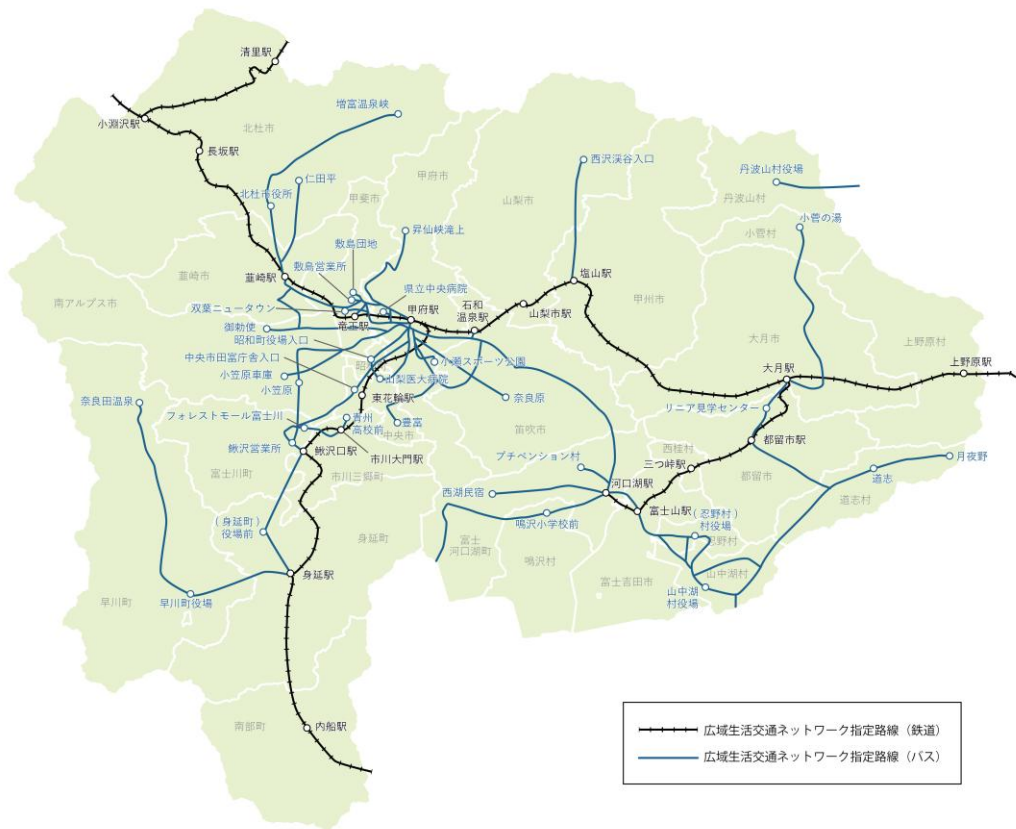 清里駅
小淵沢駅
長坂駅
北杜市
増富温泉峡
仁田平
北杜市役所
甲斐市
甲府市
山梨市
西沢渓谷入口
丹波山村役場
丹波山村
小菅の湯
小菅村
昇仙峡滝上
敷島団地
敷島営業所
韮崎市
韮崎駅
南アルプス市
双葉ニュータウン
竜王駅
県立中央病院
甲府駅
石和
温泉駅
山梨市駅
塩山駅
甲州市
大月市
上野原村
上野原駅
大月駅
御勅使
昭和町役場入口
中央市田富庁舎入口
小笠原車庫
小笠原
山梨医大病院
小瀬スポーツ公園
東花輪駅
奈良原
奈良田温泉
フォレストモール富士川
青州
高校前
豊富
中央市
笛吹市
リニア見学センター
都留市駅
都留市
西桂村
三つ峠駅
鰍沢営業所
鰍沢口駅
市川大門駅
市川三郷町
富士川町
プチペンション村
河口湖駅
西湖民宿
鳴沢小学校前
富士山駅
(忍野村)
村役場
忍野村
月夜野
道志
道志村
(身延町)
役場前
身延町
富士
河口湖町
鳴沢村
富士吉田市
山中湖村
山中湖
村役場
身延駅
早川町
早川町役場
南部町
内船駅
広域生活交通ネットワーク指定路線(鉄道)
広域生活交通ネットワーク指定路線(バス)